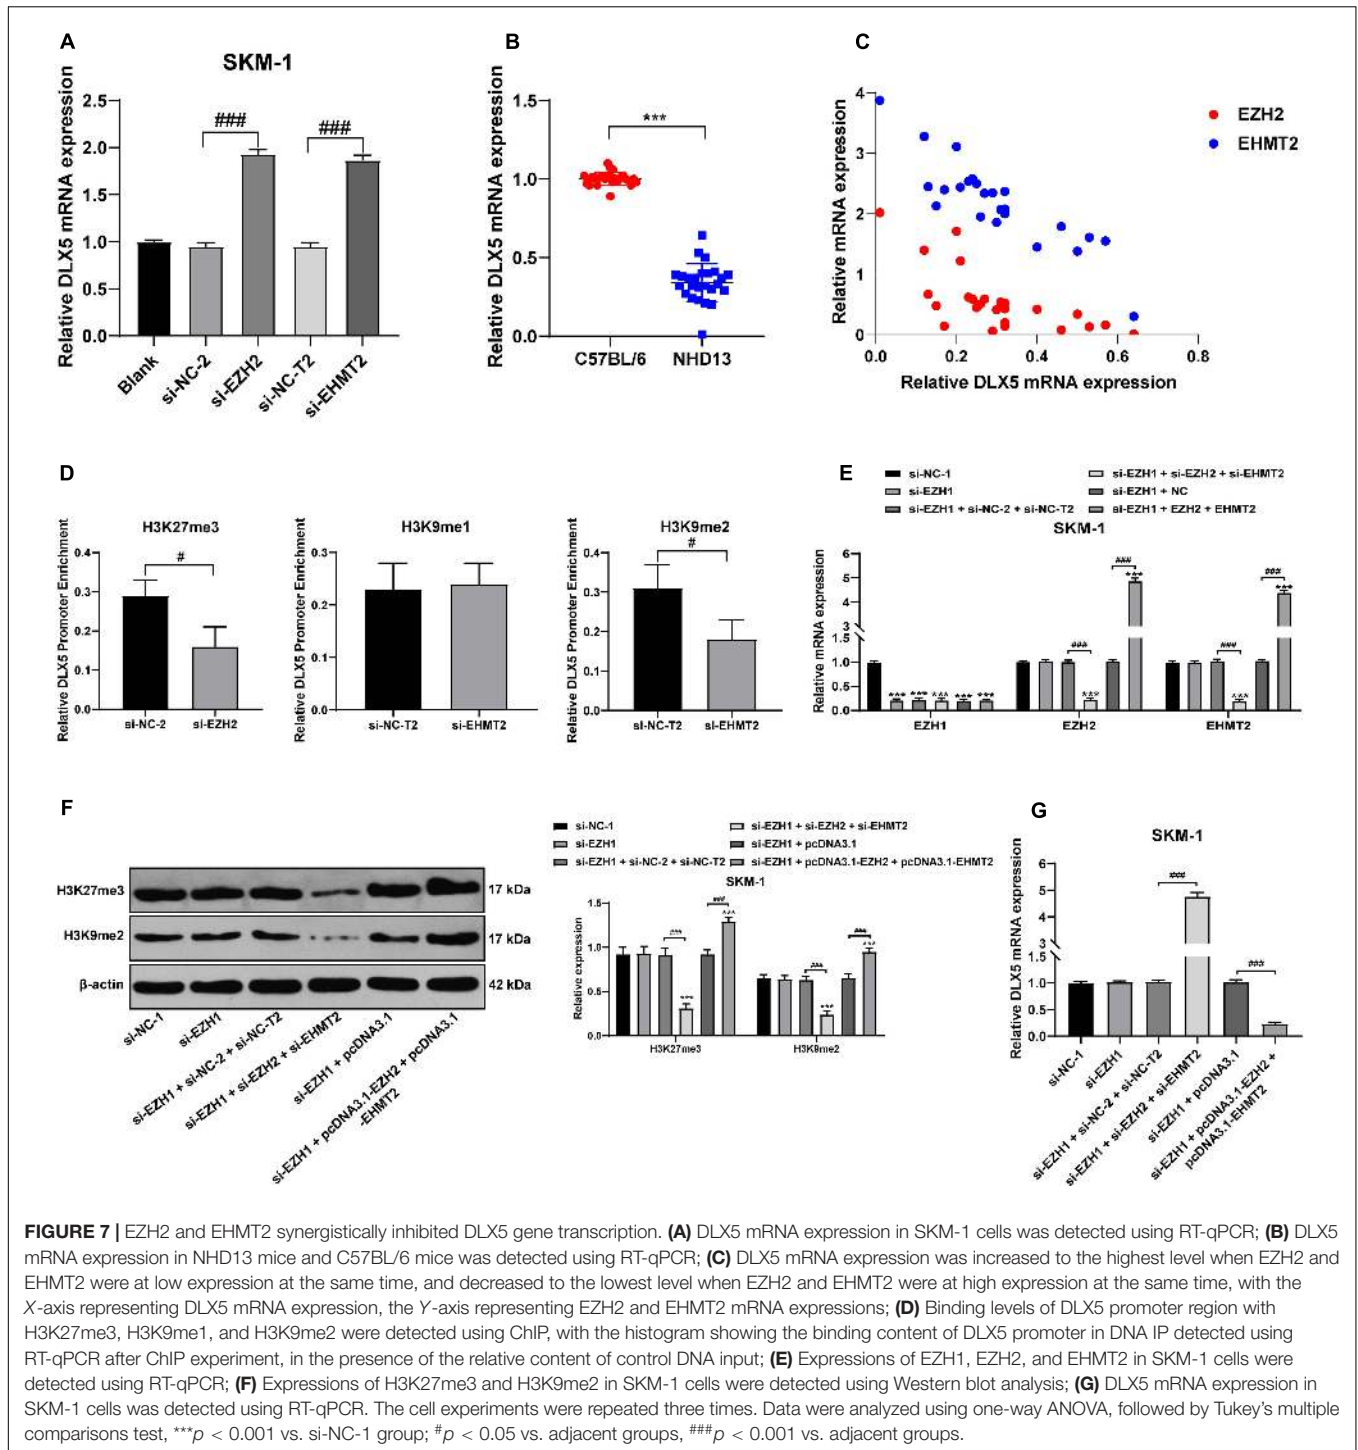 A
SKM-1
Relative DLX5 mRNA expression
2.5
2.0
1.5
1.0
0.5
0.0
###
###
Blank
si-NC-2
si-EZH2
si-NC-T2
si-EHMT2
B
Relative DLX5 mRNA expression
1.5
1.0
0.5
0.0
***
C57BL/6
NHD13
C
Relative mRNA expression
4
3
2
1
0
0.0
0.2
0.4
0.6
0.8
Relative DLX5 mRNA expression
EZH2
EHMT2
D
H3K27me3
Relative DLX5 Promoter Enrichment
0.4
0.3
0.2
0.1
0.0
#
si-NC-2
si-EZH2
H3K9me1
Relative DLX5 Promoter Enrichment
0.3
0.2
0.1
0.0
si-NC-T2
si-EHMT2
H3K9me2
Relative DLX5 Promoter Enrichment
0.4
0.3
0.2
0.1
0.0
#
si-NC-T2
si-EHMT2
E
si-NC-1
si-EZH1
si-EZH1 + si-NC-2 + si-NC-T2
si-EZH1 + si-EZH2 + si-EHMT2
si-EZH1 + NC
si-EZH1 + EZH2 + EHMT2
SKM-1
Relative mRNA expression
6
5
4
3
1.5
1.0
0.5
0.0
*** *** *** *** ***
### *** ### ***
### *** ### ***
EZH1
EZH2
EHMT2
F
H3K27me3
17 kDa
H3K9me2
17 kDa
β-actin
42 kDa
si-NC-1
si-EZH1
si-EZH1 + si-NC-2 + si-NC-T2
si-EZH1 + si-EZH2 + si-EHMT2
si-EZH1 + pcDNA3.1
si-EZH1 + pcDNA3.1-EZH2 + pcDNA3.1
-EHMT2
si-NC-1
si-EZH1
si-EZH1 + si-NC-2 + si-NC-T2
si-EZH1 + si-EZH2 + si-EHMT2
si-EZH1 + pcDNA3.1
si-EZH1 + pcDNA3.1-EZH2 + pcDNA3.1-EHMT2
SKM-1
Relative expression
1.5
1.0
0.5
0.0
### *** ### ***
### *** ### ***
H3K27me3
H3K9me2
G
SKM-1
Relative DLX5 mRNA expression
6
5
4
3
1.5
1.0
0.5
0.0
###
###
si-NC-1
si-EZH1
si-EZH1 + si-NC-2 + si-NC-T2
si-EZH1 + si-EZH2 + si-EHMT2
si-EZH1 + pcDNA3.1
si-EZH1 + pcDNA3.1-EZH2 +
pcDNA3.1-EHMT2
FIGURE 7 | EZH2 and EHMT2 synergistically inhibited DLX5 gene transcription. (A) DLX5 mRNA expression in SKM-1 cells was detected using RT-qPCR; (B) DLX5
mRNA expression in NHD13 mice and C57BL/6 mice was detected using RT-qPCR; (C) DLX5 mRNA expression was increased to the highest level when EZH2 and
EHMT2 were at low expression at the same time, and decreased to the lowest level when EZH2 and EHMT2 were at high expression at the same time, with the
X-axis representing DLX5 mRNA expression, the Y-axis representing EZH2 and EHMT2 mRNA expressions; (D) Binding levels of DLX5 promoter region with
H3K27me3, H3K9me1, and H3K9me2 were detected using ChIP, with the histogram showing the binding content of DLX5 promoter in DNA IP detected using
RT-qPCR after ChIP experiment, in the presence of the relative content of control DNA input; (E) Expressions of EZH1, EZH2, and EHMT2 in SKM-1 cells were
detected using RT-qPCR; (F) Expressions of H3K27me3 and H3K9me2 in SKM-1 cells were detected using Western blot analysis; (G) DLX5 mRNA expression in
SKM-1 cells was detected using RT-qPCR. The cell experiments were repeated three times. Data were analyzed using one-way ANOVA, followed by Tukey's multiple
comparisons test, ***p < 0.001 vs. si-NC-1 group; #p < 0.05 vs. adjacent groups, ###p < 0.001 vs. adjacent groups.